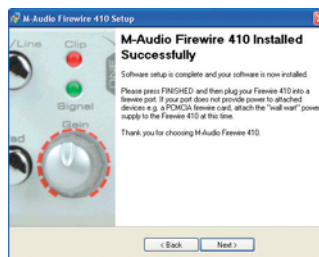 M-Audio Firewire 410 Setup
/Line
Clip
Signal
Gain
M-Audio Firewire 410 Installed
Successfully
Software setup is complete and your software is now installed.
Please press FINISHED and then plug your Firewire 410 into a
firewire port. If your port does not provide power to attached
devices e.g. a PCMCIA firewire card, attach the "wall wart" power
supply to the Firewire 410 at this time.
Thank you for choosing M-Audio Firewire 410.
< Back
Next >